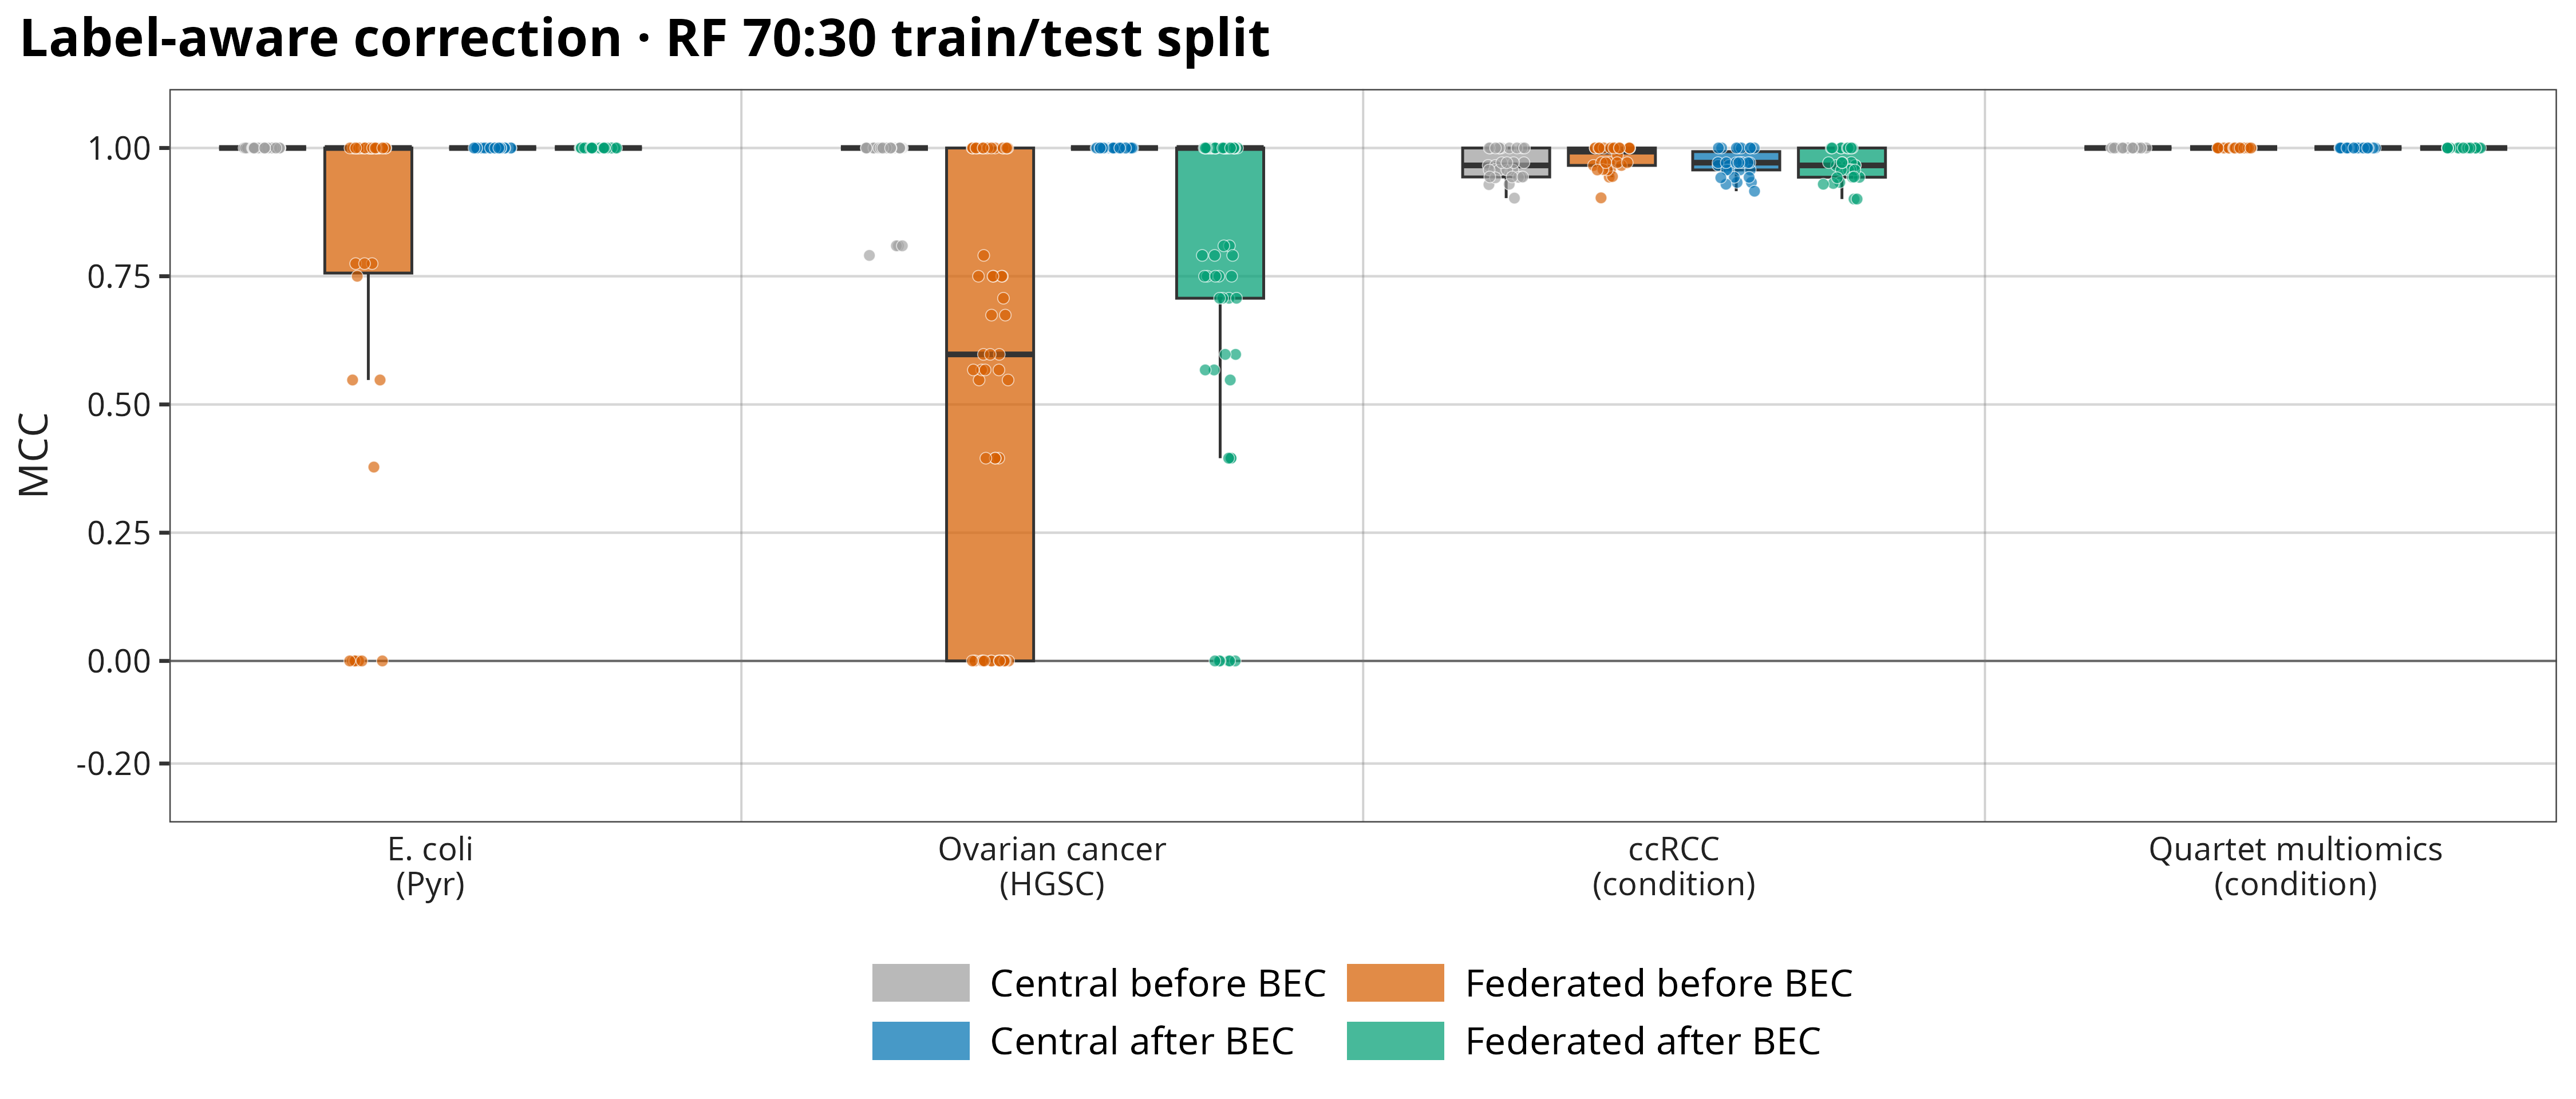 Label-aware correction · RF 70:30 train/test split
MCC
1.00
0.75
0.50
0.25
0.00
-0.20
E. coli
(Pyr)
Ovarian cancer
(HGSC)
ccRCC
(condition)
Quartet multiomics
(condition)
Central before BEC
Federated before BEC
Central after BEC
Federated after BEC